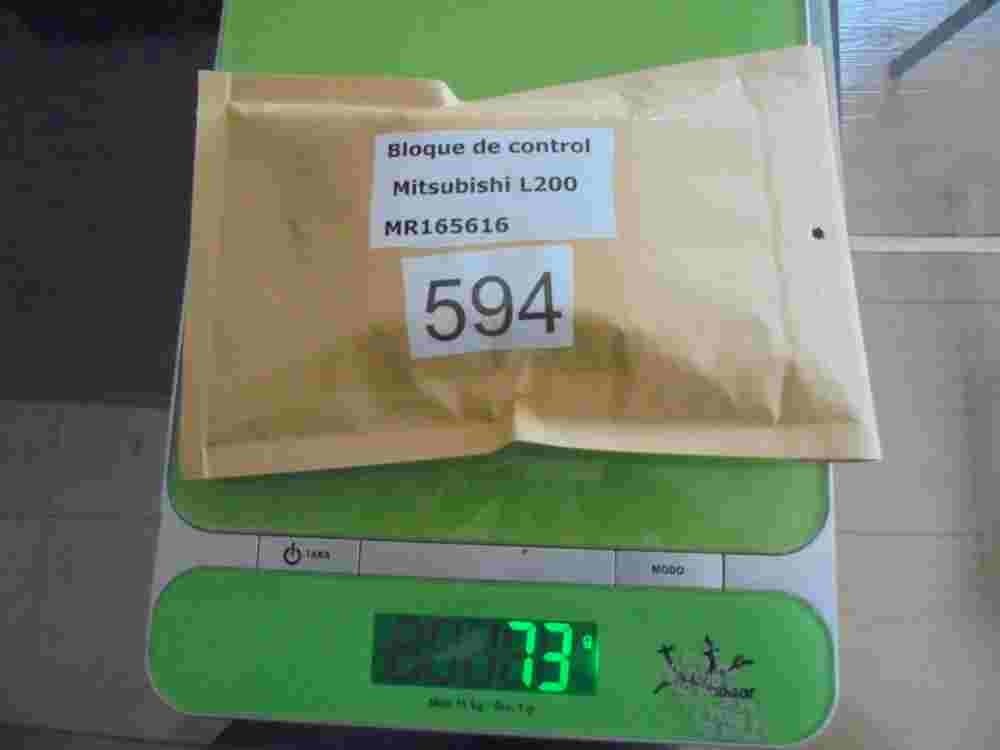 Bloque de control
Mitsubishi L200
MR165616
594
TARA
MODO
73 g